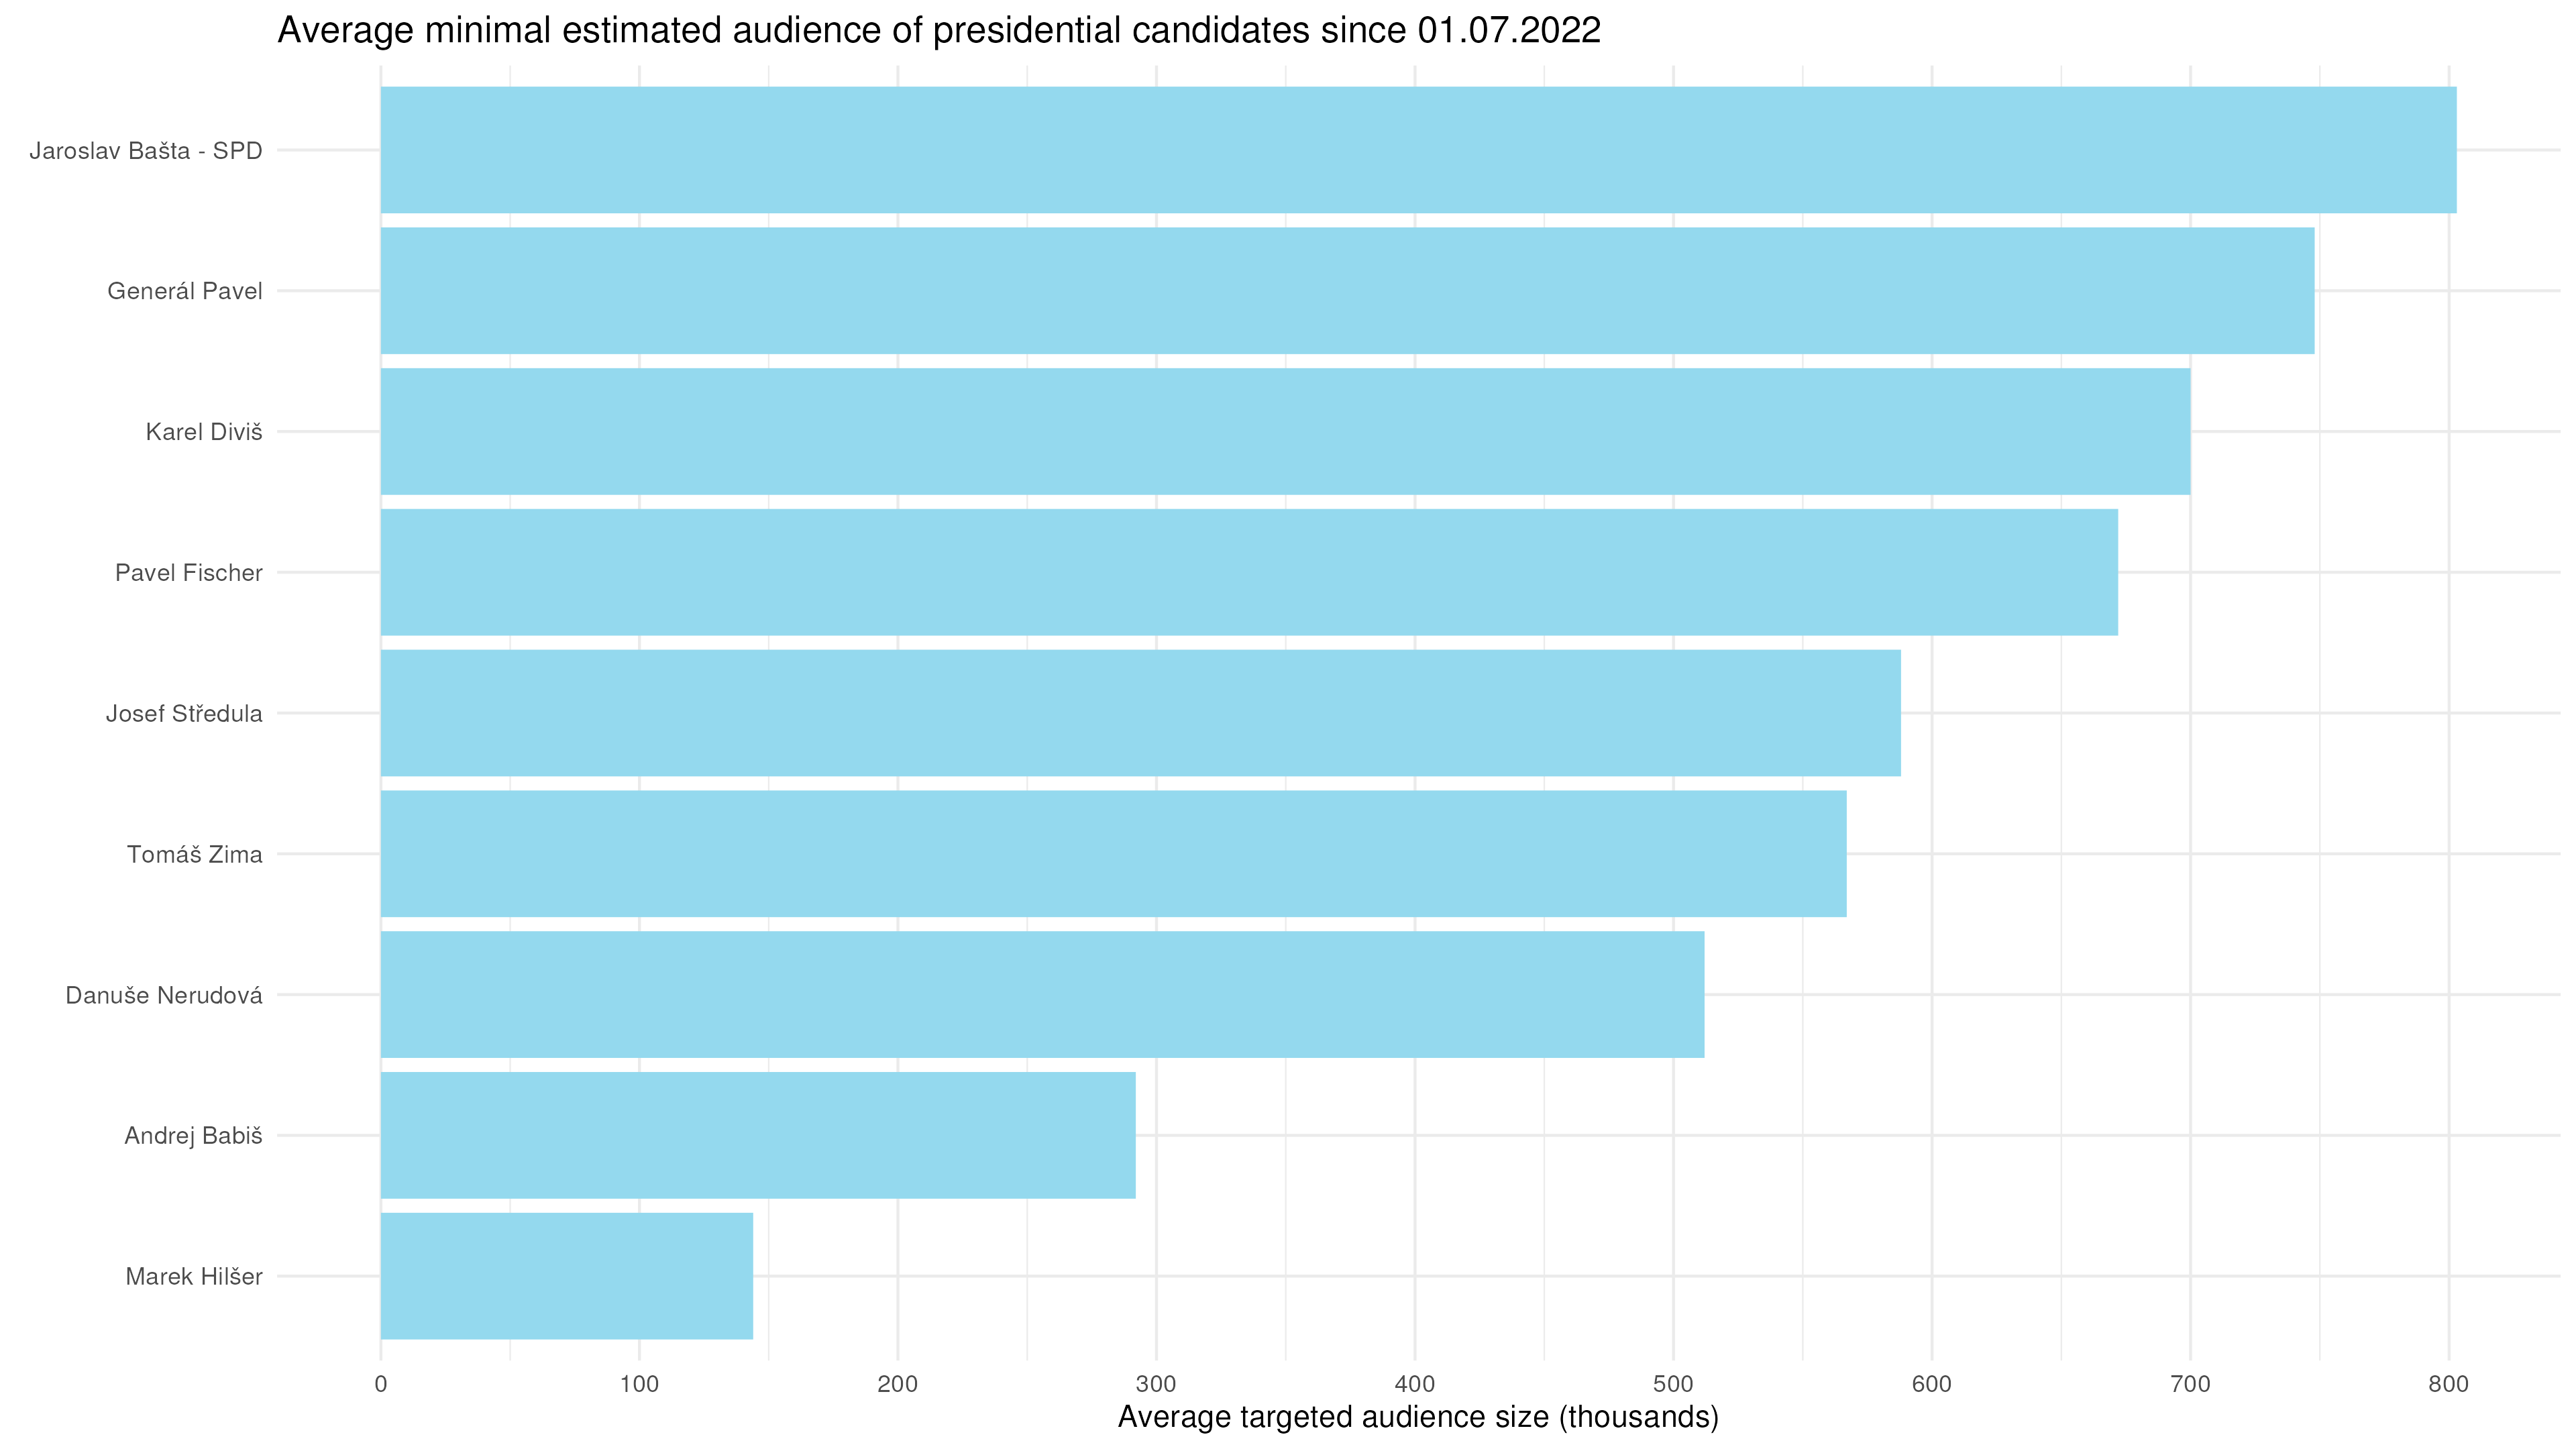 Average minimal estimated audience of presidential candidates since 01.07.2022
Jaroslav Bašta - SPD
Generál Pavel
Karel Diviš
Pavel Fischer
Josef Středula
Tomáš Zima
Danuše Nerudová
Andrej Babiš
Marek Hilšer
0 100 200 300 400 500 600 700 800
Average targeted audience size (thousands)